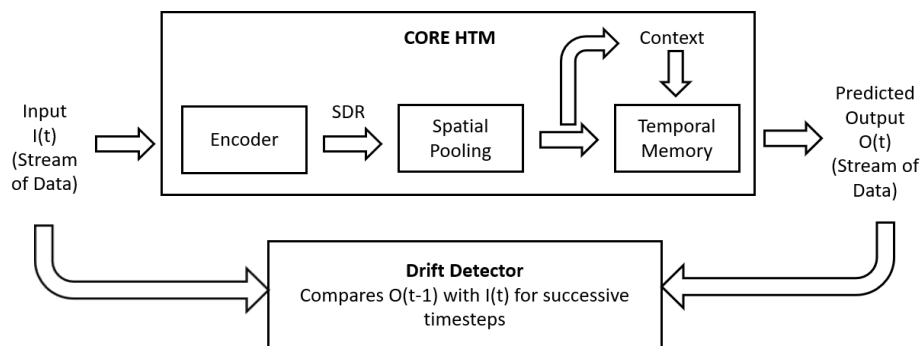 CORE HTM
Context
Input
I(t)
(Stream
of Data)
Encoder
SDR
Spatial
Pooling
Temporal
Memory
Predicted
Output
O(t)
(Stream of
Data)
Drift Detector
Compares O(t-1) with I(t) for successive
timesteps